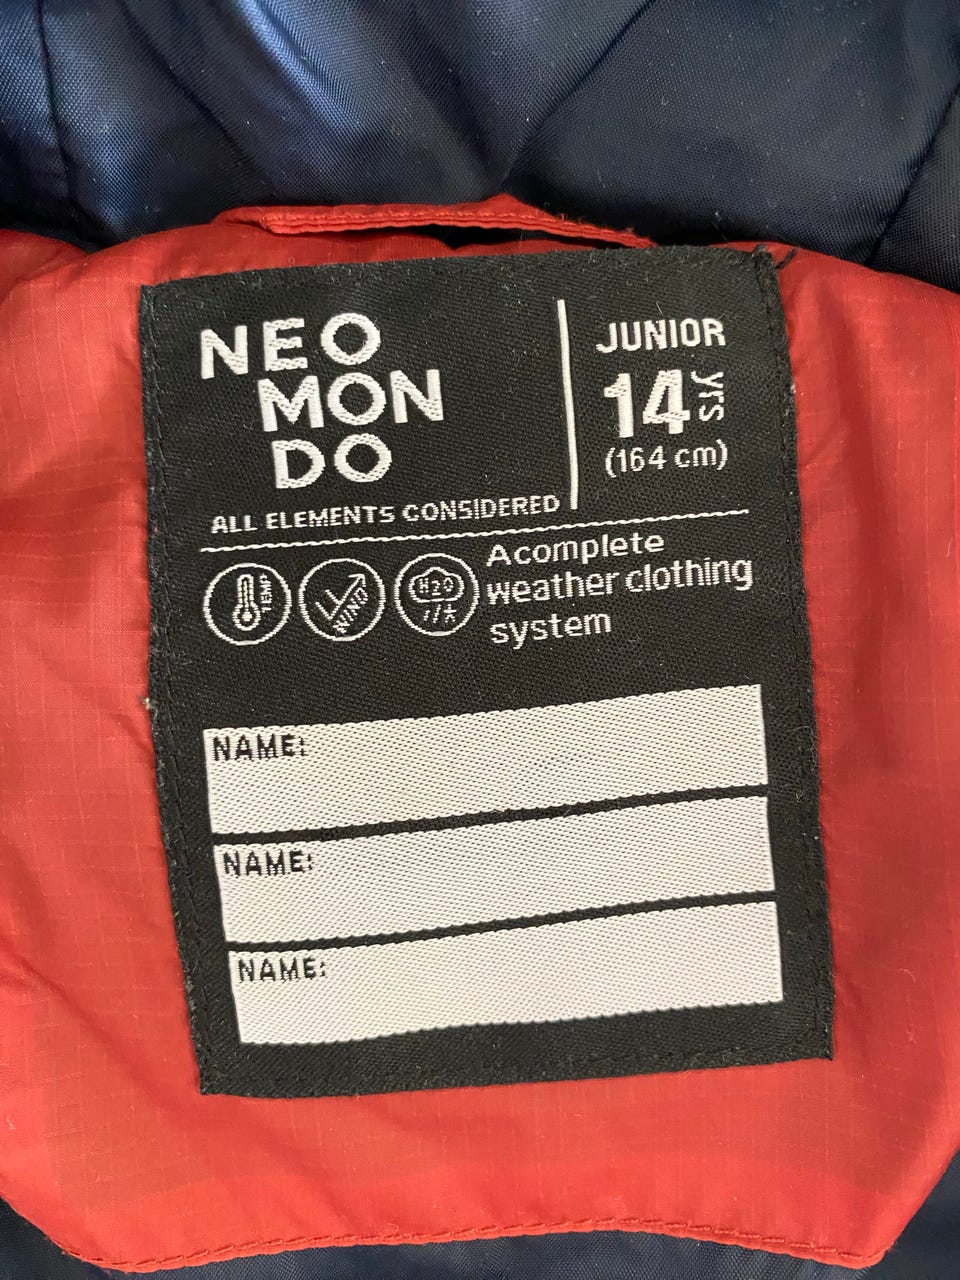 NEO
MON
DO
ALL ELEMENTS CONSIDERED
JUNIOR
14 yrs
(164 cm)
TEMP
WIND
H2O
Acomplete
weather clothing
system
NAME:
NAME:
NAME: